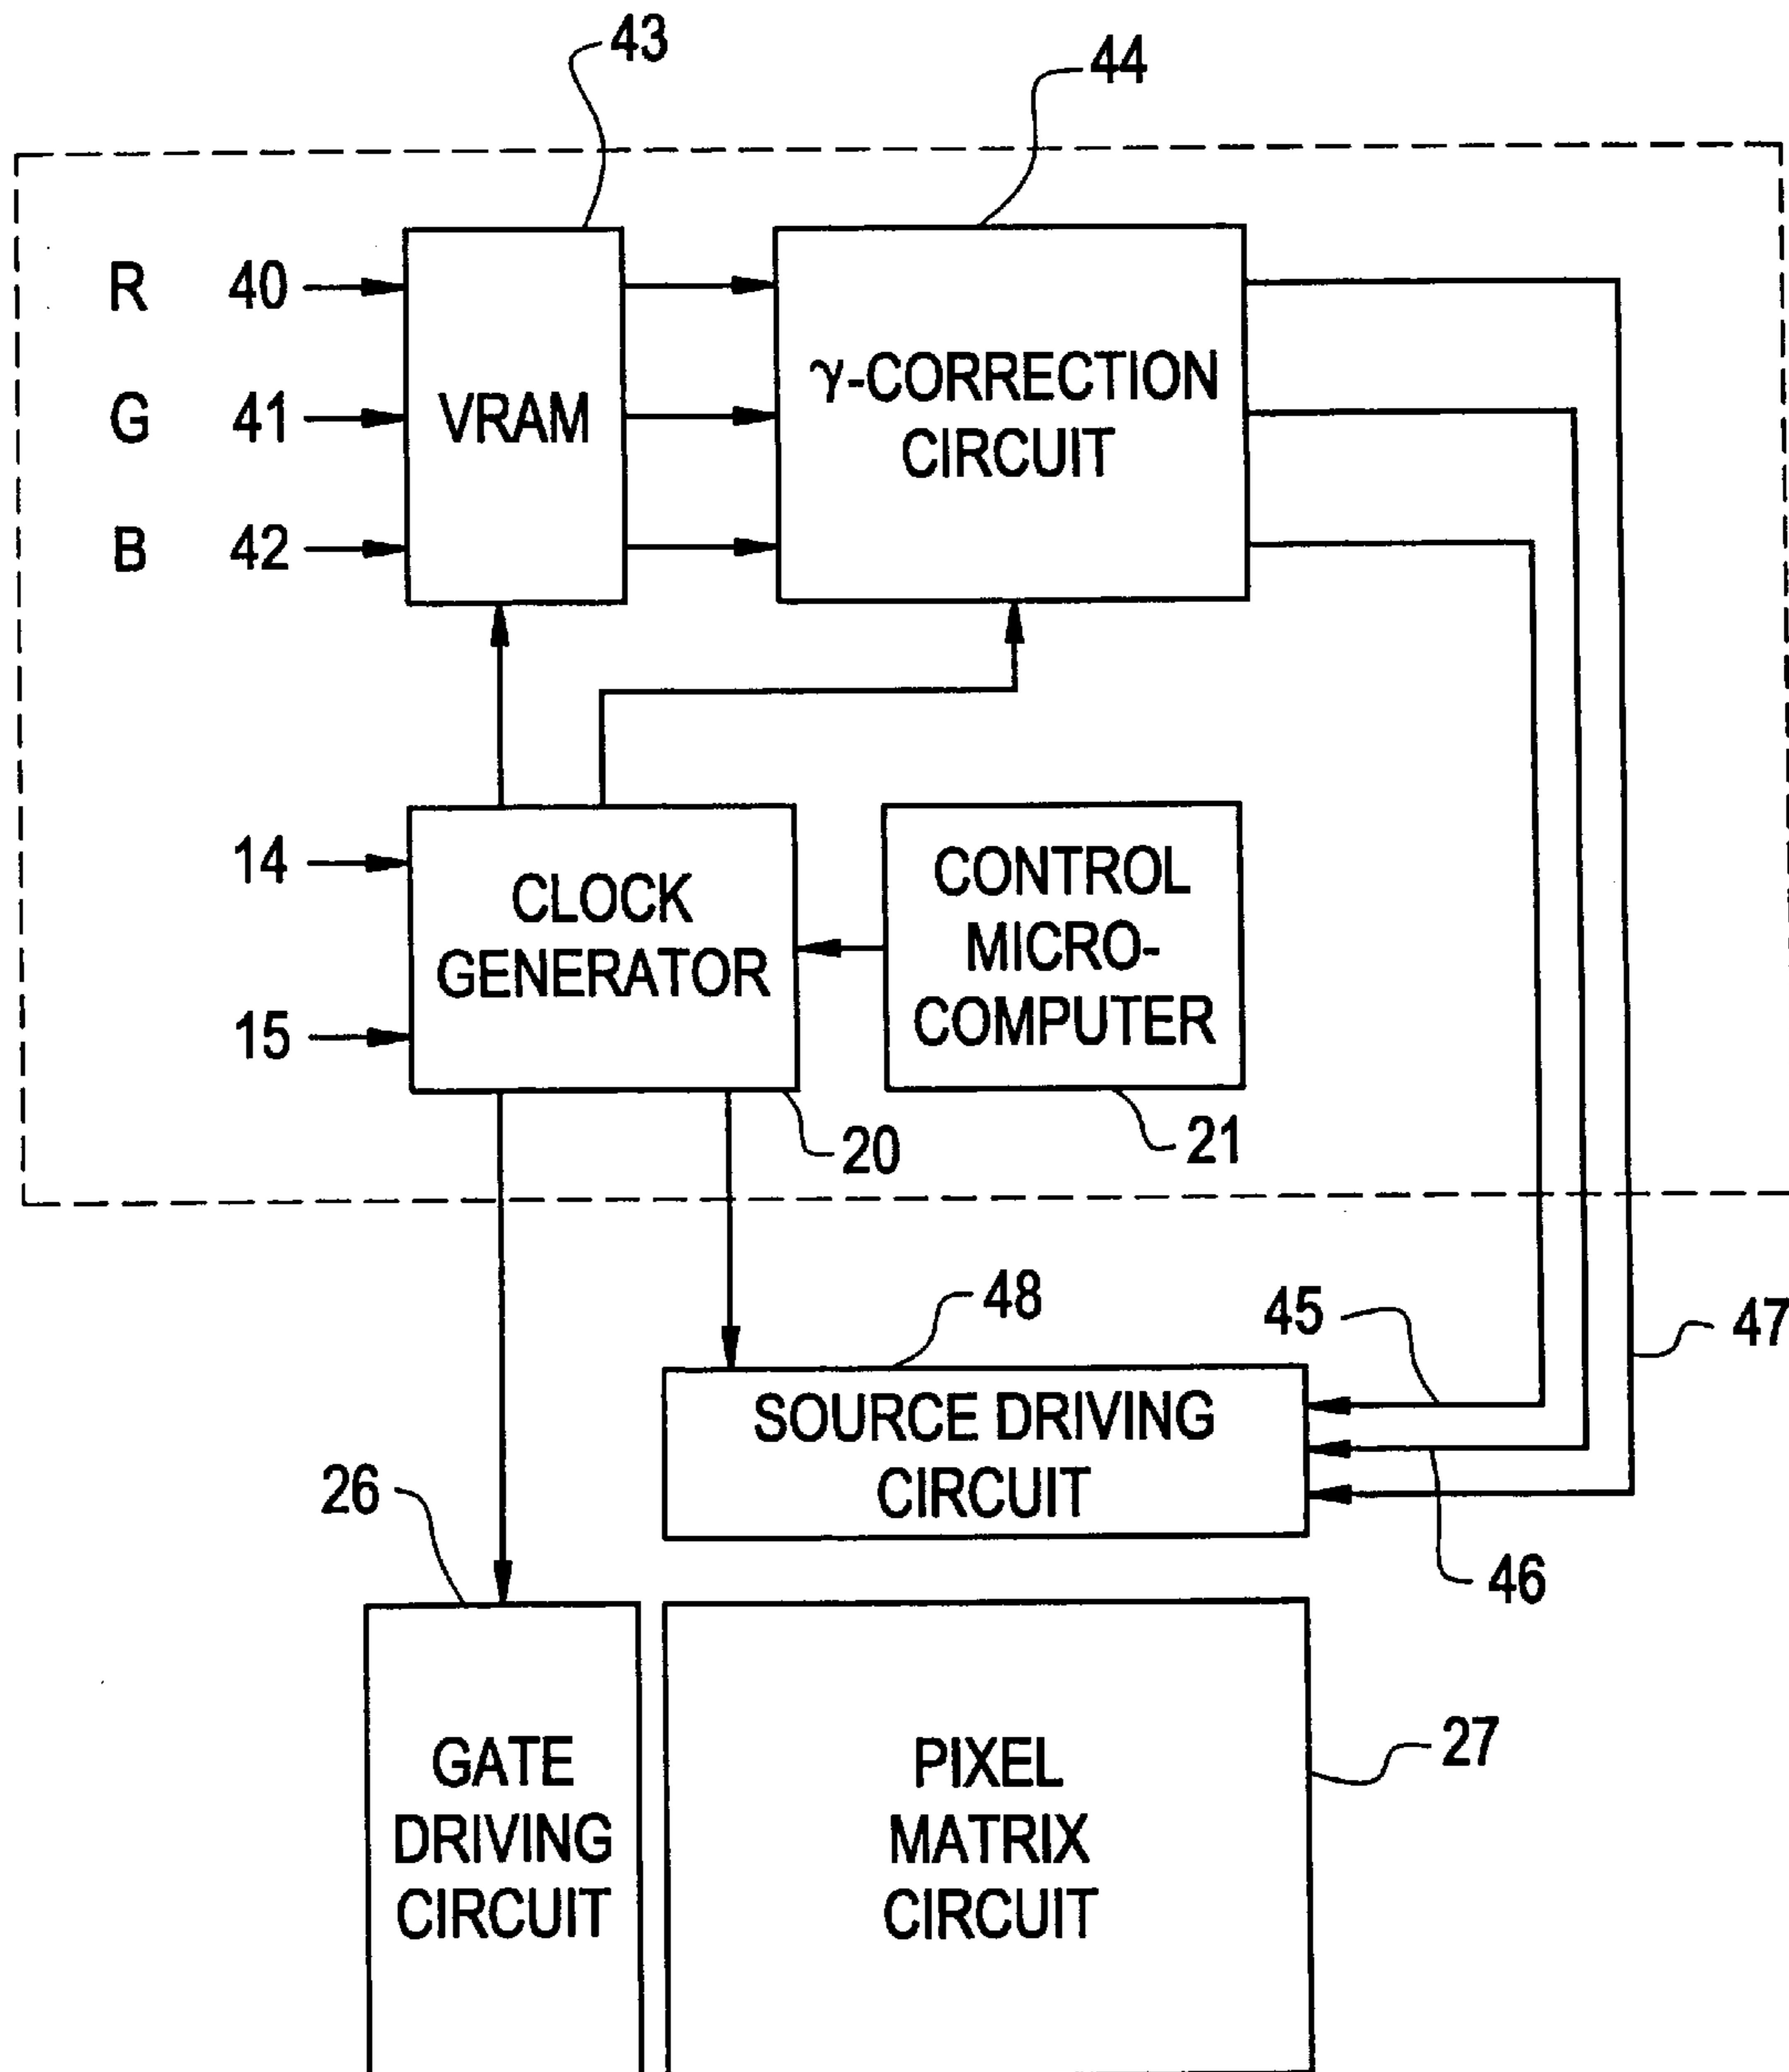 43
44
R 40
G 41
B 42
VRAM
γ-CORRECTION
CIRCUIT
14
15
CLOCK
GENERATOR
CONTROL
MICRO-
COMPUTER
20
21
48
45
47
SOURCE DRIVING
CIRCUIT
26
46
GATE
DRIVING
CIRCUIT
PIXEL
MATRIX
CIRCUIT
27